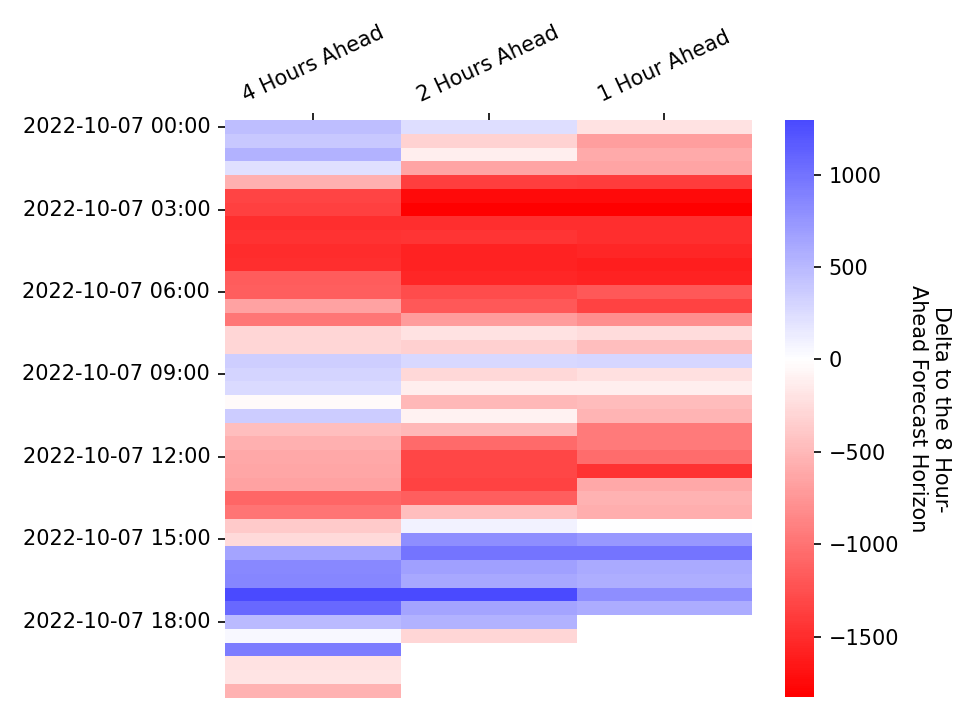 4 Hours Ahead
2 Hours Ahead
1 Hour Ahead
2022-10-07 00:00
2022-10-07 03:00
2022-10-07 06:00
2022-10-07 09:00
2022-10-07 12:00
2022-10-07 15:00
2022-10-07 18:00
1000
500
0
−500
−1000
−1500
Delta to the 8 Hour-
Ahead Forecast Horizon